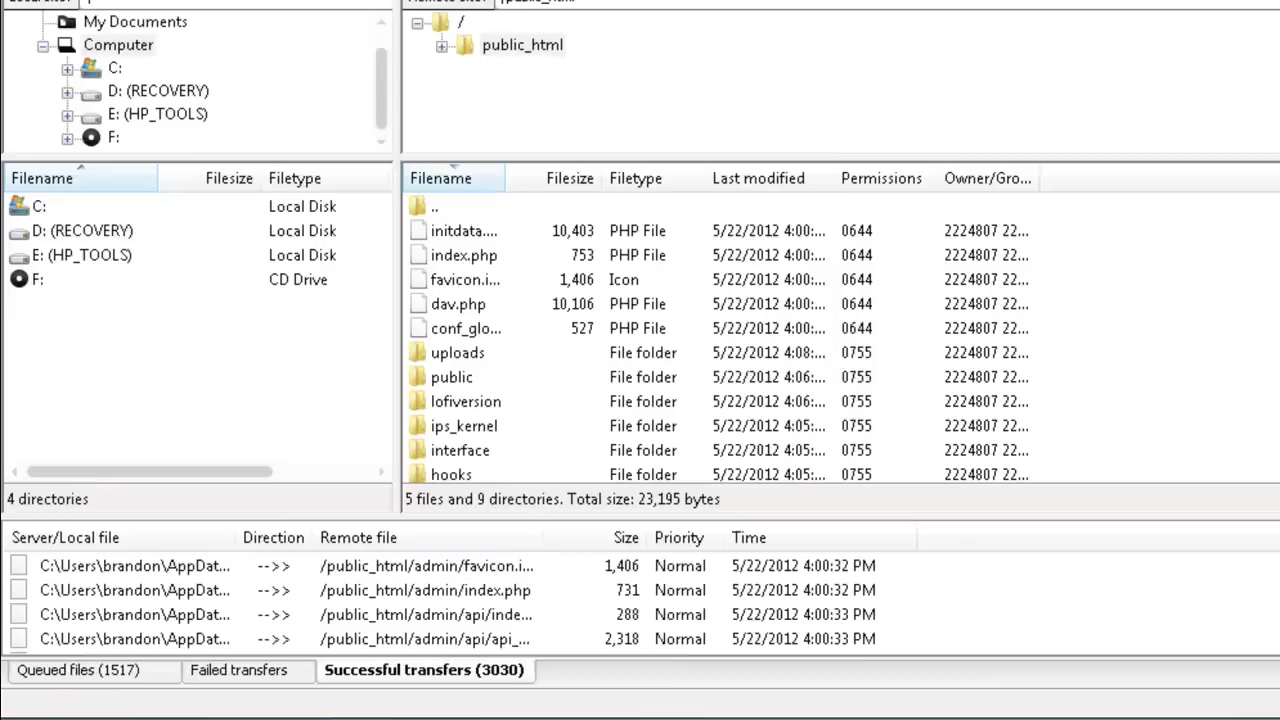 My Documents
Computer
C:
D: (RECOVERY)
E: (HP_TOOLS)
F:
/
public_html
Filename Filesize Filetype
C: Local Disk
D: (RECOVERY) Local Disk
E: (HP_TOOLS) Local Disk
F: CD Drive
4 directories
Filename Filesize Filetype Last modified Permissions Owner/Gro...
..
initdata.... 10,403 PHP File 5/22/2012 4:00:... 0644 2224807 22...
index.php 753 PHP File 5/22/2012 4:00:... 0644 2224807 22...
favicon.i... 1,406 Icon 5/22/2012 4:00:... 0644 2224807 22...
dav.php 10,106 PHP File 5/22/2012 4:00:... 0644 2224807 22...
conf_glo... 527 PHP File 5/22/2012 4:00:... 0644 2224807 22...
uploads File folder 5/22/2012 4:08:... 0755 2224807 22...
public File folder 5/22/2012 4:06:... 0755 2224807 22...
lofiversion File folder 5/22/2012 4:06:... 0755 2224807 22...
ips_kernel File folder 5/22/2012 4:05:... 0755 2224807 22...
interface File folder 5/22/2012 4:05:... 0755 2224807 22...
hooks File folder 5/22/2012 4:05:... 0755 2224807 22...
5 files and 9 directories. Total size: 23,195 bytes
Server/Local file Direction Remote file Size Priority Time
C:\Users\brandon\AppDat... -->> /public_html/admin/favicon.i... 1,406 Normal 5/22/2012 4:00:32 PM
C:\Users\brandon\AppDat... -->> /public_html/admin/index.php 731 Normal 5/22/2012 4:00:32 PM
C:\Users\brandon\AppDat... -->> /public_html/admin/api/inde... 288 Normal 5/22/2012 4:00:33 PM
C:\Users\brandon\AppDat... -->> /public_html/admin/api/api_... 2,318 Normal 5/22/2012 4:00:33 PM
Queued files (1517) Failed transfers Successful transfers (3030)